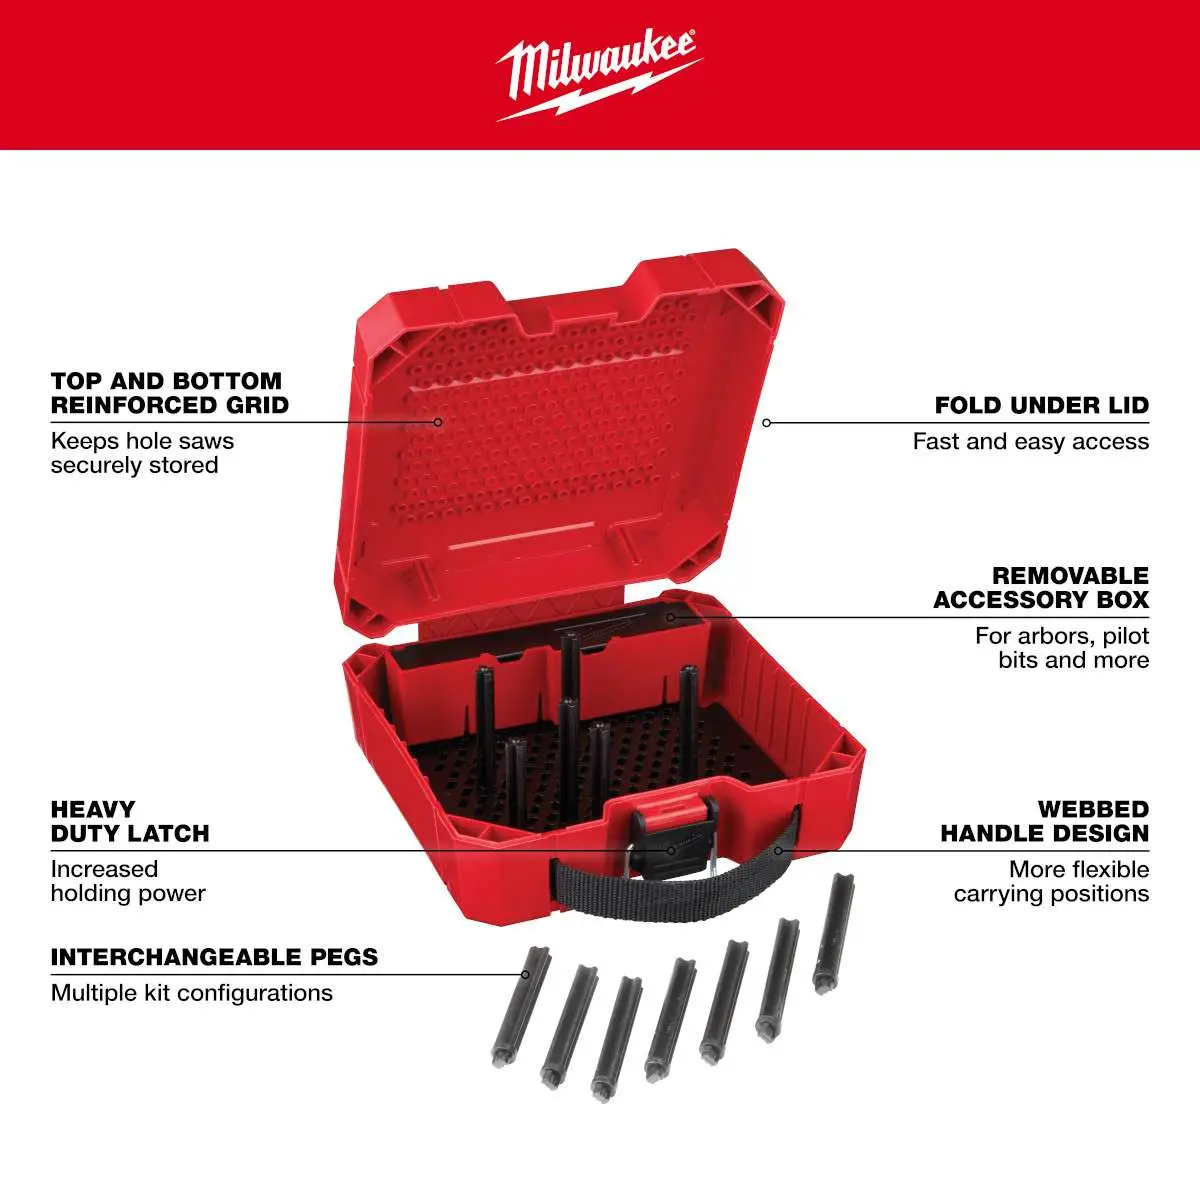 Milwaukee
TOP AND BOTTOM
REINFORCED GRID
Keeps hole saws
securely stored
FOLD UNDER LID
Fast and easy access
REMOVABLE
ACCESSORY BOX
For arbors, pilot
bits and more
HEAVY
DUTY LATCH
Increased
holding power
WEBBED
HANDLE DESIGN
More flexible
carrying positions
INTERCHANGEABLE PEGS
Multiple kit configurations